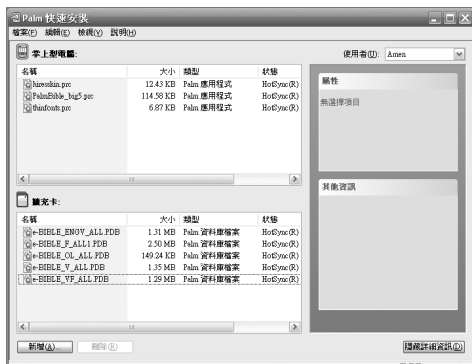 Palm 快速安裝
檔案(F) 編輯(E) 檢視(V) 說明(H)
掌上型電腦:
使用者(U): Amen
名稱 大小 類型 狀態
hiresskin.prc 12.43 KB Palm 應用程式 HotSync(R)
PalmBible_big5.prc 114.58 KB Palm 應用程式 HotSync(R)
thinfonts.prc 6.87 KB Palm 應用程式 HotSync(R)
屬性
無選擇項目
擴充卡:
名稱 大小 類型 狀態
e-BIBLE_ENOV_ALL.PDB 1.31 MB Palm 資料庫檔案 HotSync(R)
e-BIBLE_F_ALL1.PDB 2.50 MB Palm 資料庫檔案 HotSync(R)
e-BIBLE_OL_ALL.PDB 149.24 KB Palm 資料庫檔案 HotSync(R)
e-BIBLE_V_ALL.PDB 1.35 MB Palm 資料庫檔案 HotSync(R)
e-BIBLE_VF_ALL.PDB 1.29 MB Palm 資料庫檔案 HotSync(R)
其他資訊
新增(A)... 刪除(R)
隱藏詳細資訊(D)